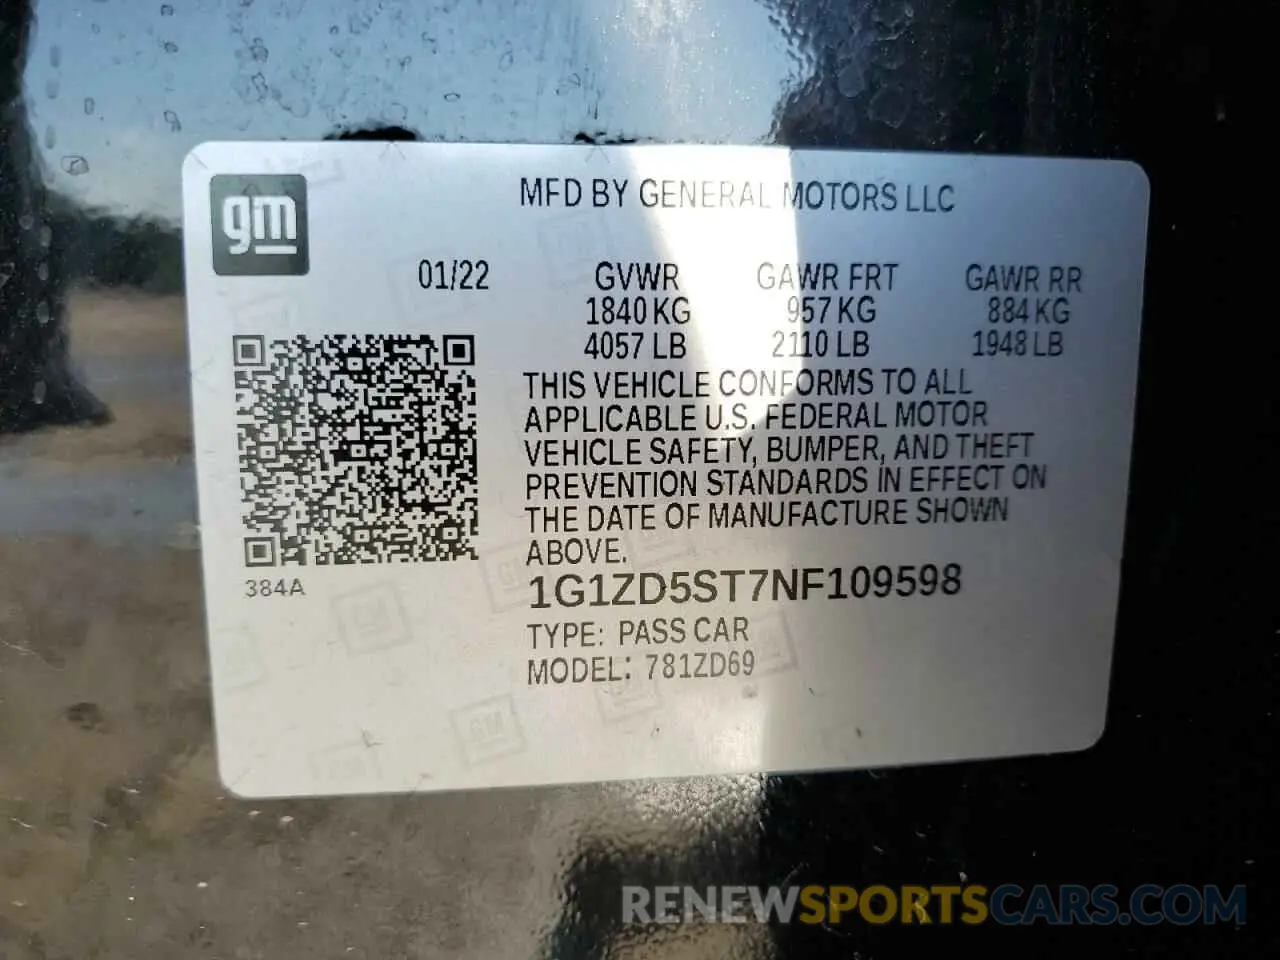 gm
MFD BY GENERAL MOTORS LLC
01/22 GVWR GAWR FRT GAWR RR
1840 KG 957 KG 884 KG
4057 LB 2110 LB 1948 LB
THIS VEHICLE CONFORMS TO ALL
APPLICABLE U.S. FEDERAL MOTOR
VEHICLE SAFETY, BUMPER, AND THEFT
PREVENTION STANDARDS IN EFFECT ON
THE DATE OF MANUFACTURE SHOWN
ABOVE.
384A
1G1ZD5ST7NF109598
TYPE: PASS CAR
MODEL: 781ZD69
RENEWSPORTSCARS.COM